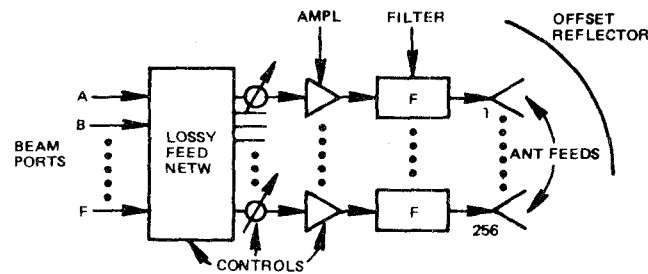 AMPL
FILTER
OFFSET
REFLECTOR
A
B
BEAM
PORTS
F
LOSSY
FEED
NETW
F
F
1
256
ANT FEEDS
CONTROLS